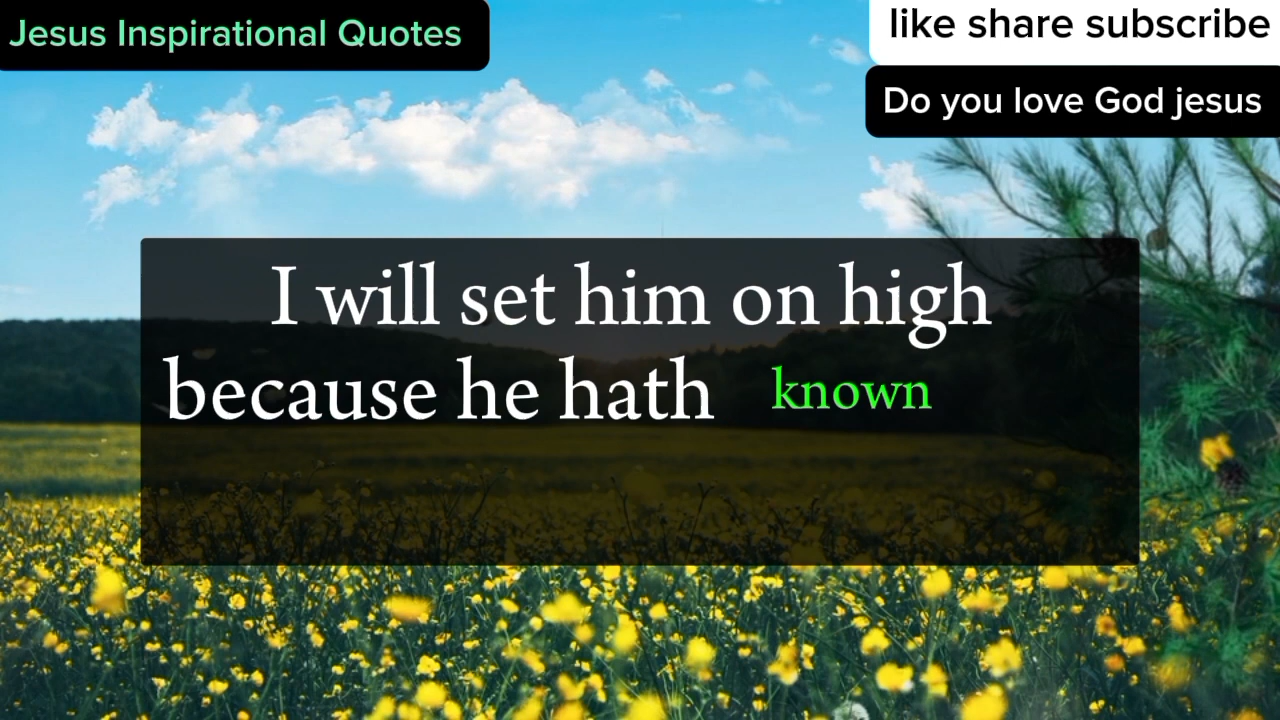 Jesus Inspirational Quotes
like share subscribe
Do you love God jesus
I will set him on high
because he hath known